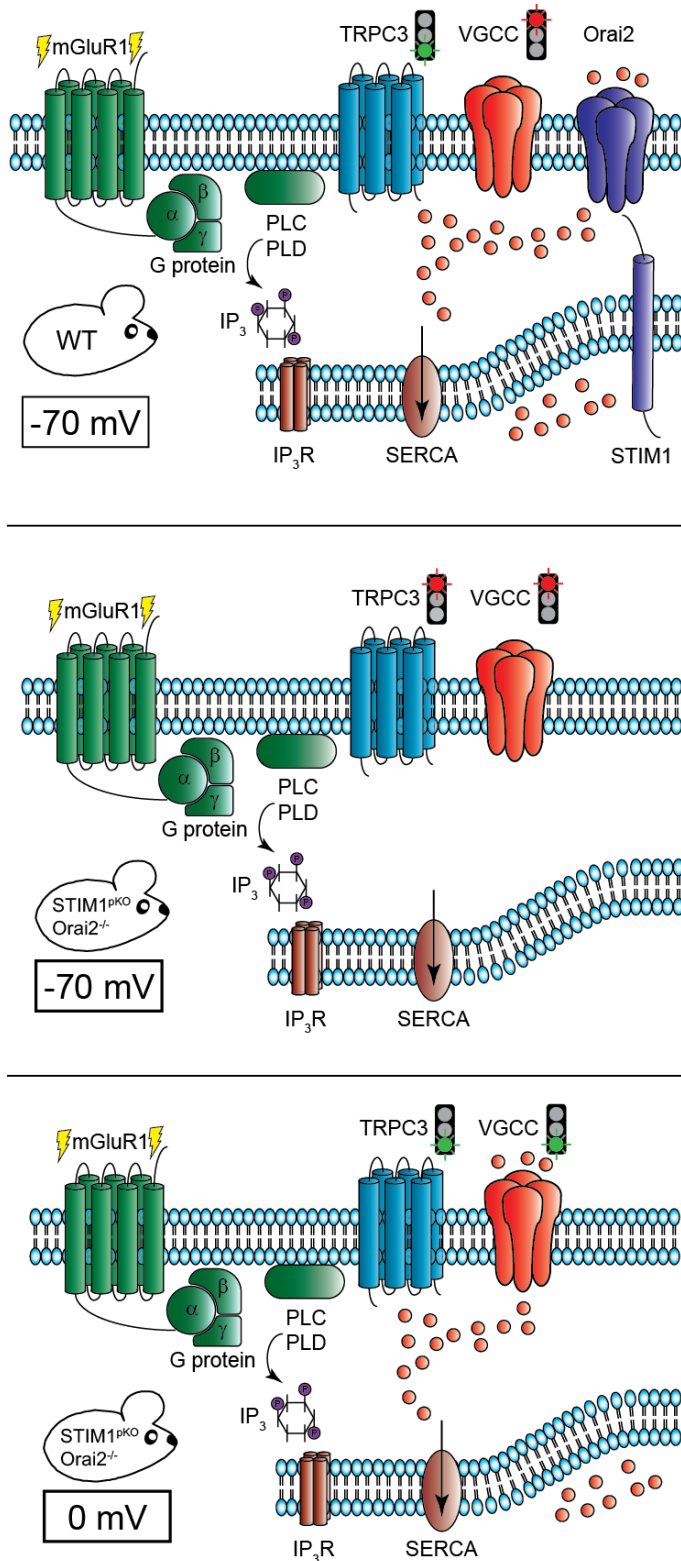 mGluR1
TRPC3
VGCC
Orai2
α
β
γ
G protein
PLC
PLD
IP₃
P
P
P
WT
-70 mV
IP₃R
SERCA
STIM1
mGluR1
TRPC3
VGCC
α
β
γ
G protein
PLC
PLD
IP₃
P
P
P
STIM1ᵖᴷᴼ
Orai2⁻/⁻
-70 mV
IP₃R
SERCA
mGluR1
TRPC3
VGCC
α
β
γ
G protein
PLC
PLD
IP₃
P
P
P
STIM1ᵖᴷᴼ
Orai2⁻/⁻
0 mV
IP₃R
SERCA